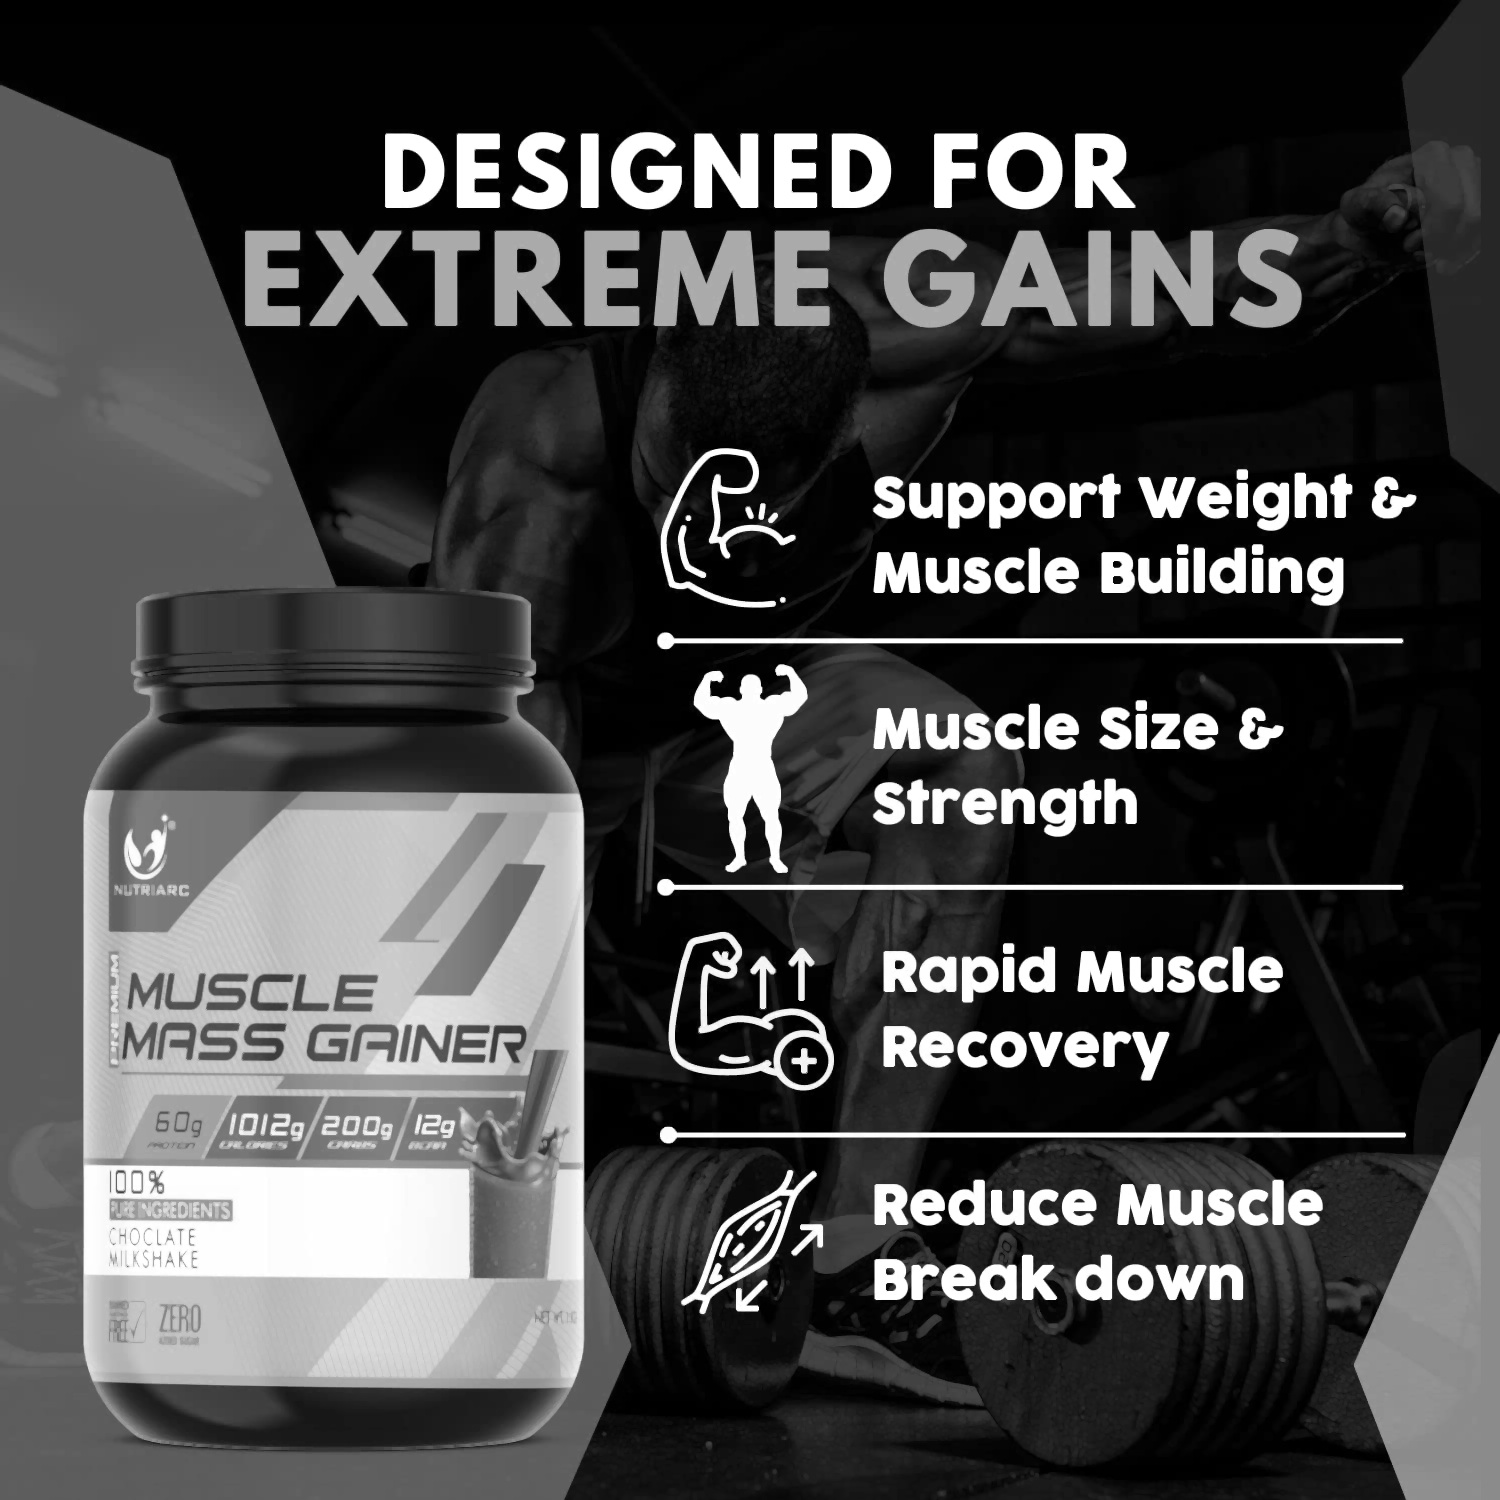 DESIGNED FOR
EXTREME GAINS
Support Weight &
Muscle Building
Muscle Size &
Strength
Rapid Muscle
Recovery
Reduce Muscle
Break down
NUTRIARC
PREMIUM
MUSCLE
MASS GAINER
60g 1012g 200g 12g
PROTEIN CALORIES CARBS BCAA
100%
PURE INGREDIENTS
CHOCLATE
MILKSHAKE
FREE
ZERO